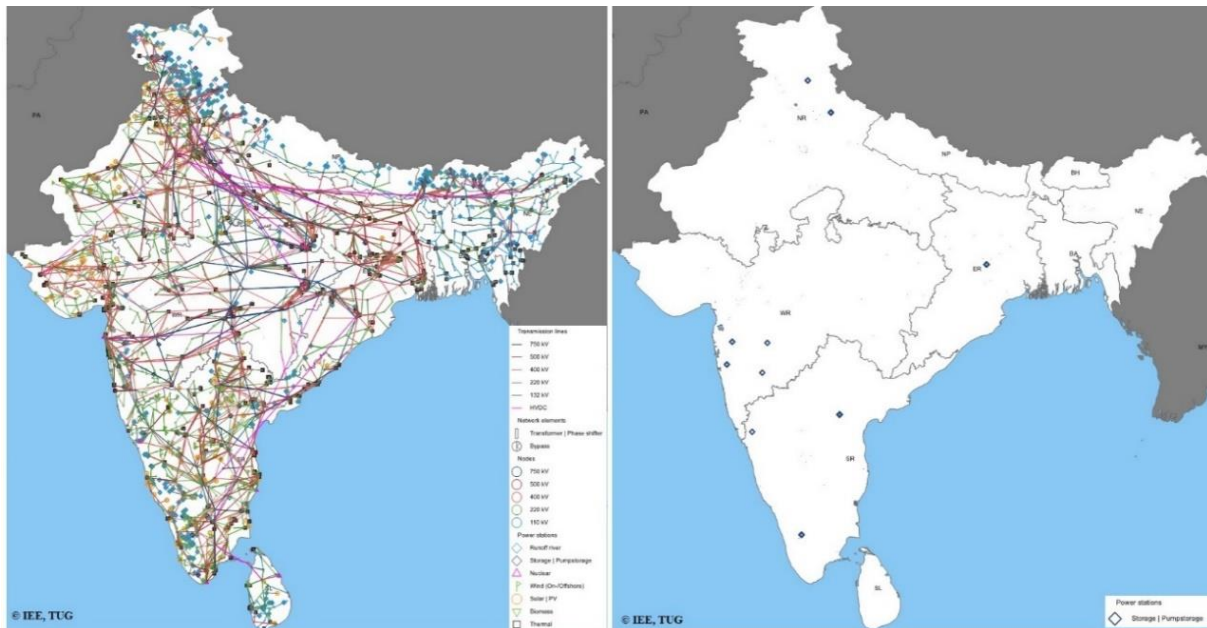 PA
NP
SR
© IEE, TUG
Transmission lines
750 kV
500 kV
400 kV
220 kV
132 kV
HVDC
Network elements
Transformer | Phase shifter
Bypass
Nodes
750 kV
500 kV
400 kV
220 kV
110 kV
Power stations
Runoff river
Storage | Pumpstorage
Nuclear
Wind (On-/Offshore)
Solar | PV
Biomass
Thermal
PA
NR
NP
BH
NE
BA
ER
WR
SR
SL
MY
© IEE, TUG
Power stations
Storage | Pumpstorage